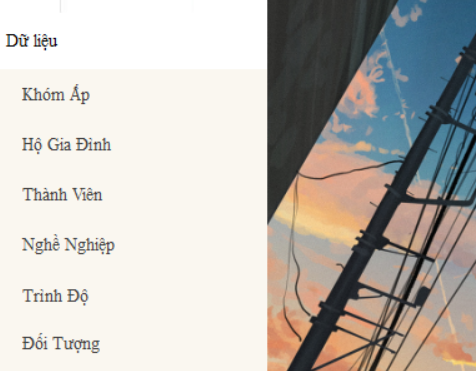 Dữ liệu
Khóm Ấp
Hộ Gia Đình
Thành Viên
Nghề Nghiệp
Trình Độ
Đối Tượng